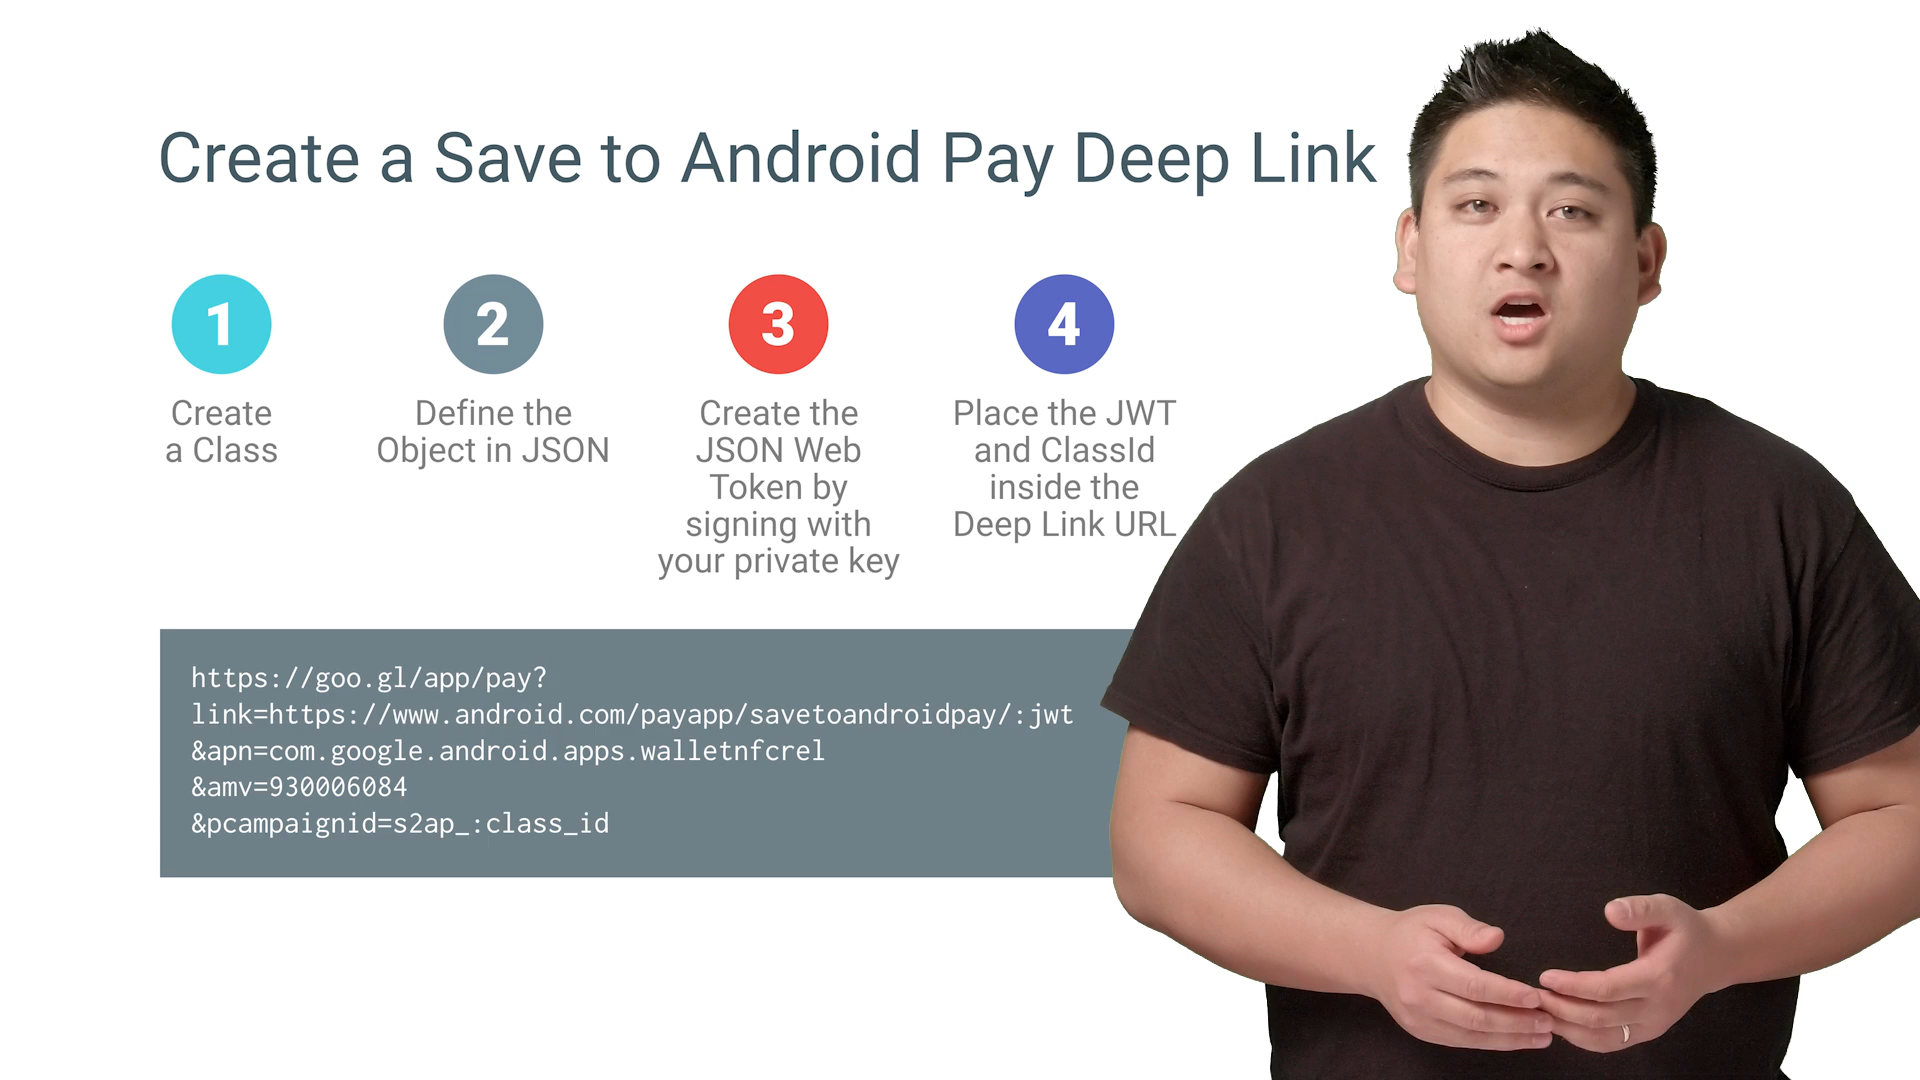 Create a Save to Android Pay Deep Link
1
Create
a Class
2
Define the
Object in JSON
3
Create the
JSON Web
Token by
signing with
your private key
4
Place the JWT
and ClassId
inside the
Deep Link URL
https://goo.gl/app/pay?
link=https://www.android.com/payapp/savetoandroidpay/:jwt
&apn=com.google.android.apps.walletnfcrel
&amv=930006084
&pcampaignid=s2ap_:class_id